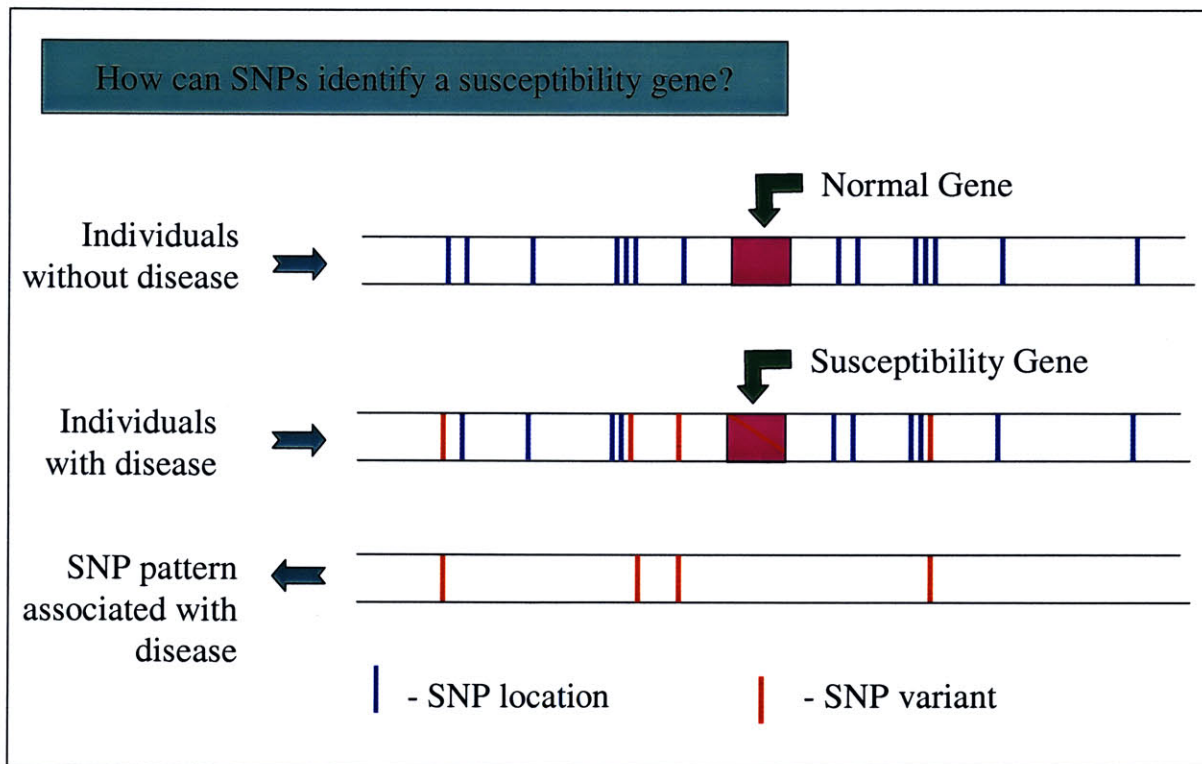 How can SNPs identify a susceptibility gene?
Normal Gene
Individuals
without disease
Susceptibility Gene
Individuals
with disease
SNP pattern
associated with
disease
- SNP location
- SNP variant